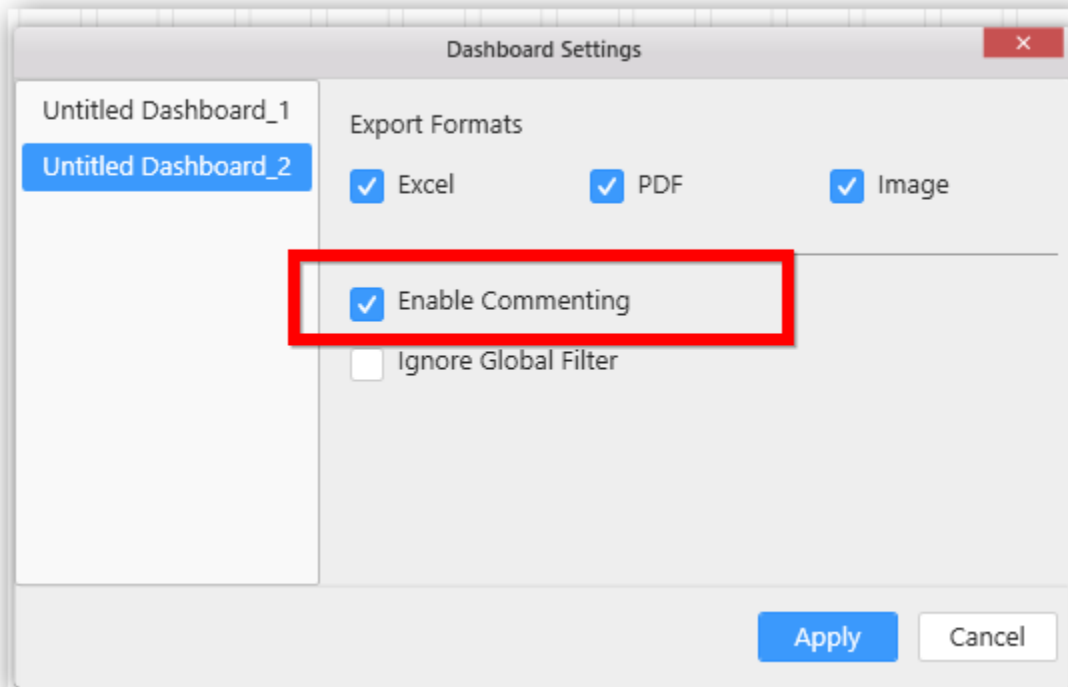 Dashboard Settings
Untitled Dashboard_1
Untitled Dashboard_2
Export Formats
Excel PDF Image
Enable Commenting
Ignore Global Filter
Apply Cancel